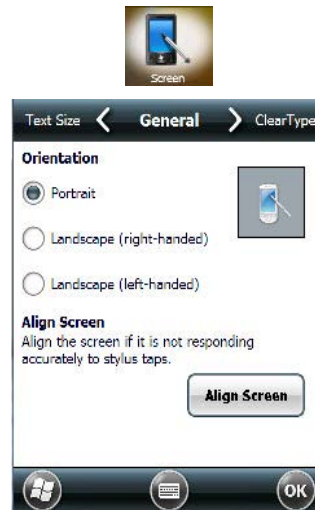 Screen
Text Size General ClearType
Orientation
Portrait
Landscape (right-handed)
Landscape (left-handed)
Align Screen
Align the screen if it is not responding
accurately to stylus taps.
Align Screen
OK